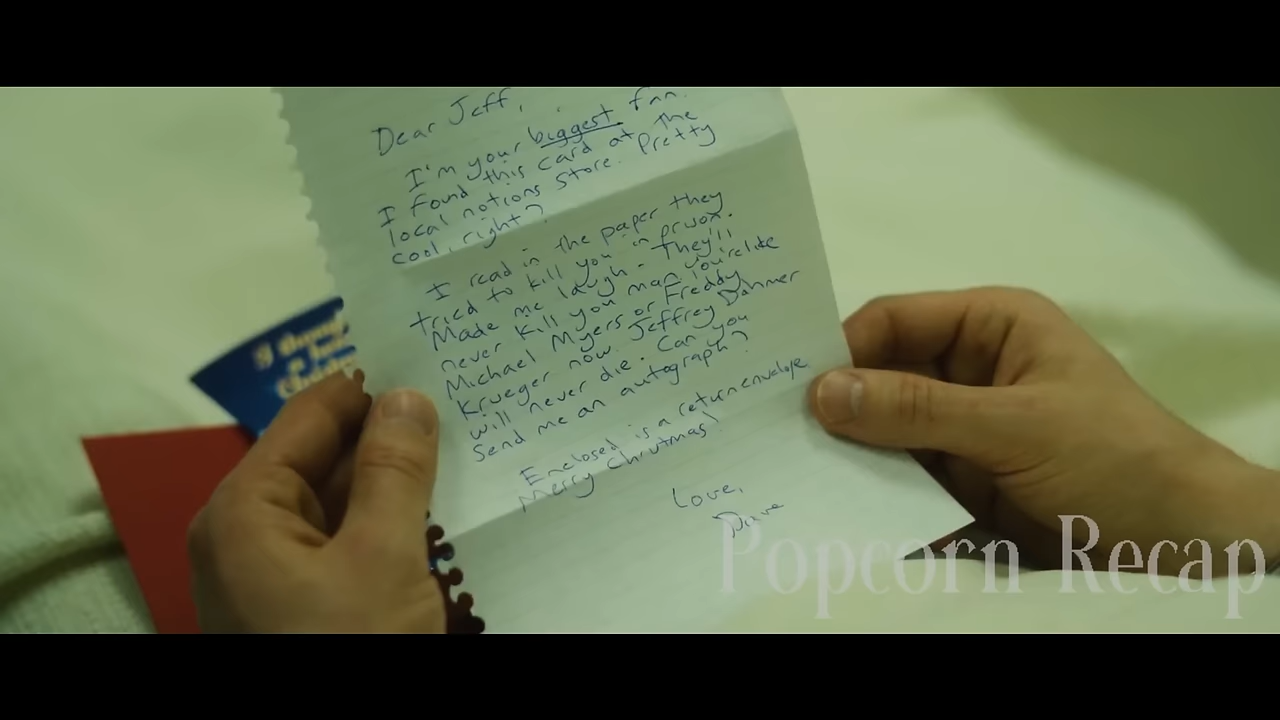 Dear Jeff,
I'm your biggest fan.
I found this card at the
local notions store. Pretty
cool, right?
I read in the paper they
tried to kill you in prison.
Made me laugh - They'll
never kill you man. You're like
Michael Myers or Freddy
Krueger now. Jeffrey Dahmer
will never die. Can you
send me an autograph?
Enclosed is a return envelope.
Merry Christmas!
Love,
Dave
Popcorn Recap